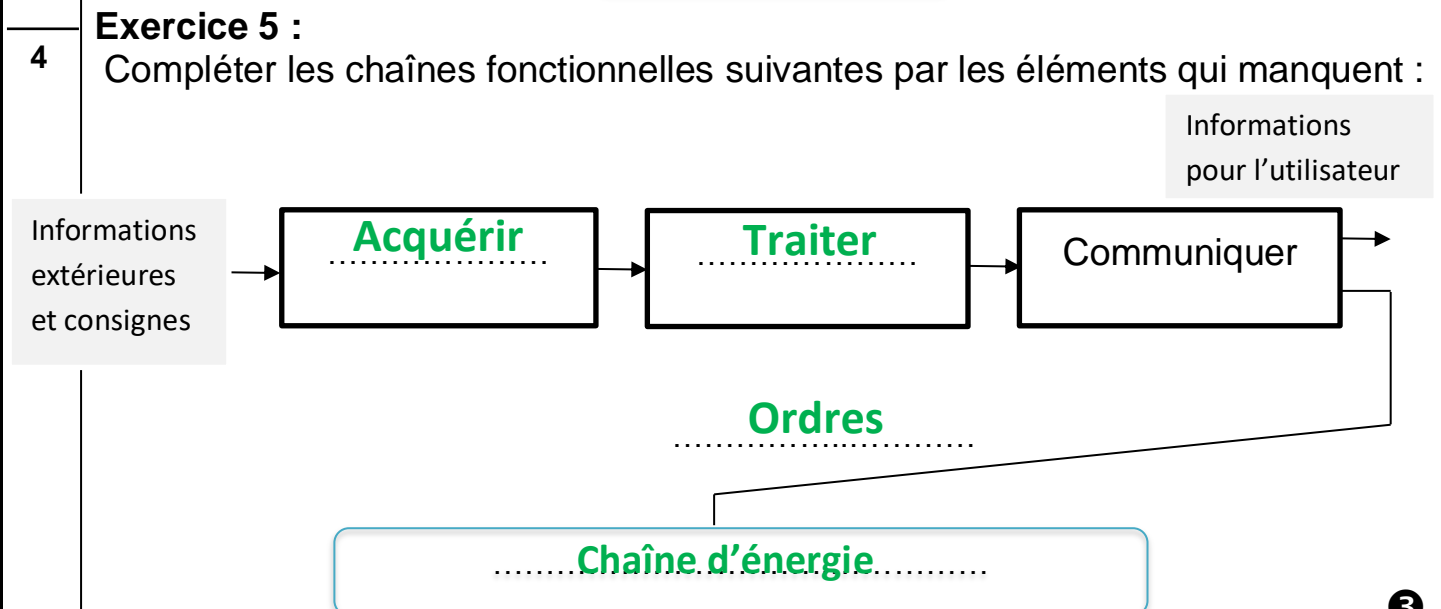 Exercice 5 :
4
Compléter les chaînes fonctionnelles suivantes par les éléments qui manquent :
Informations
pour l’utilisateur
Informations
extérieures
et consignes
Acquérir
Traiter
Communiquer
Ordres
Chaîne d’énergie
❸